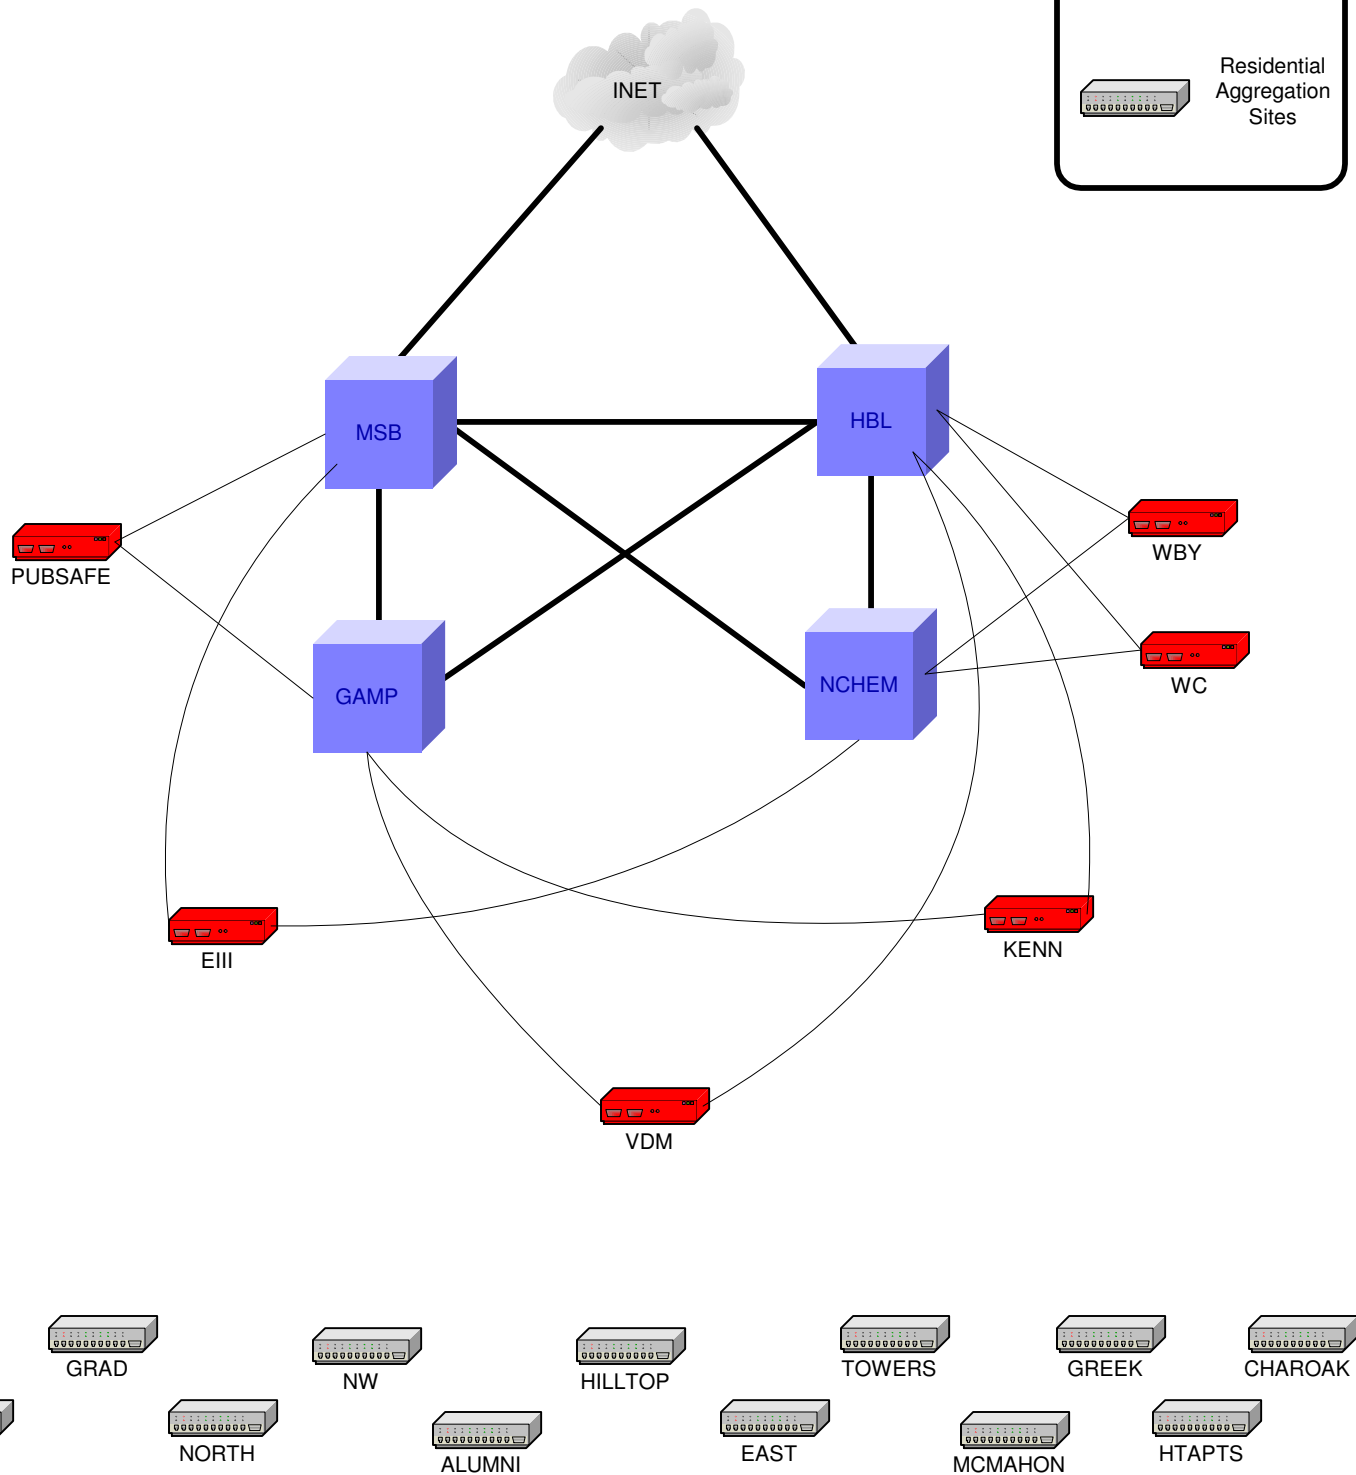 Residential
Aggregation
Sites
INET
MSB
HBL
PUBSAFE
WBY
GAMP
NCHEM
WC
EIII
KENN
VDM
GRAD
NW
HILLTOP
TOWERS
GREEK
CHAROAK
NORTH
ALUMNI
EAST
MCMAHON
HTAPTS